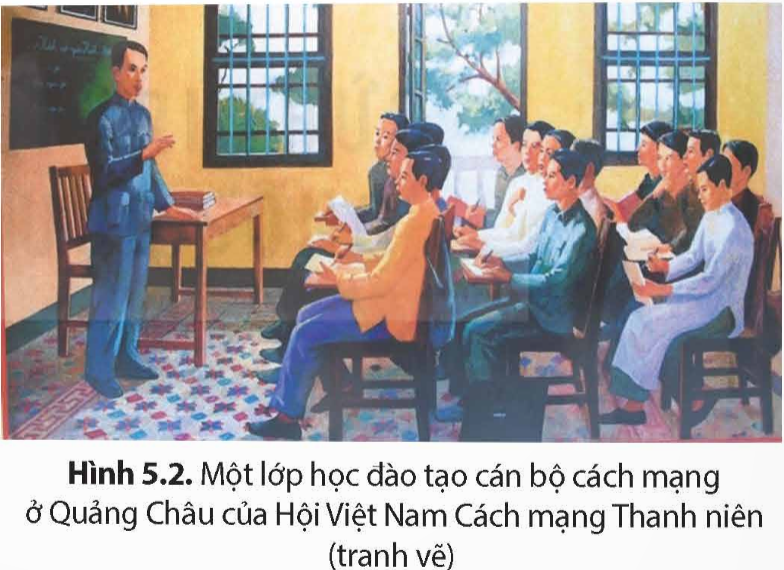 Hình 5.2. Một lớp học đào tạo cán bộ cách mạng
ở Quảng Châu của Hội Việt Nam Cách mạng Thanh niên
(tranh vẽ)